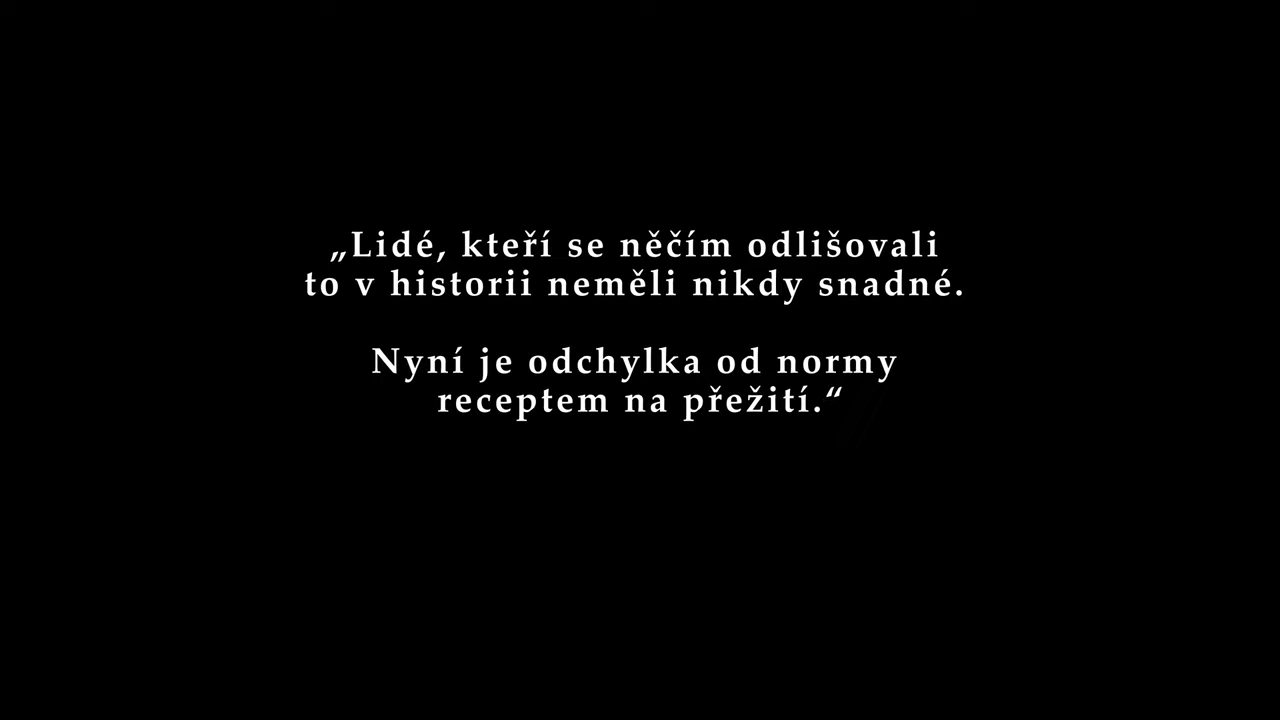 „Lidé, kteří se něčím odlišovali
to v historii neměli nikdy snadné.
Nyní je odchylka od normy
receptem na přežití.“